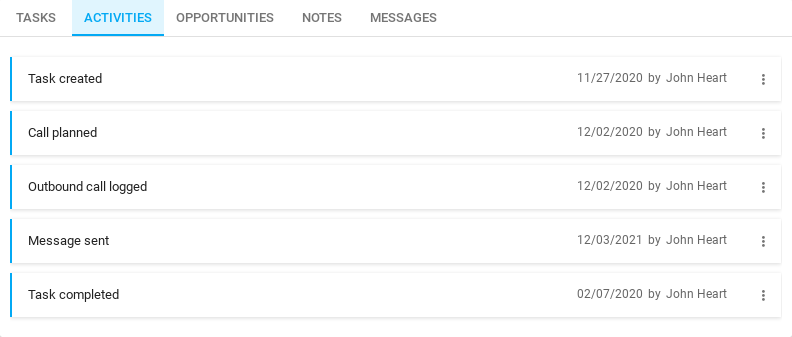 TASKS ACTIVITIES OPPORTUNITIES NOTES MESSAGES
Task created 11/27/2020 by John Heart
Call planned 12/02/2020 by John Heart
Outbound call logged 12/02/2020 by John Heart
Message sent 12/03/2021 by John Heart
Task completed 02/07/2020 by John Heart